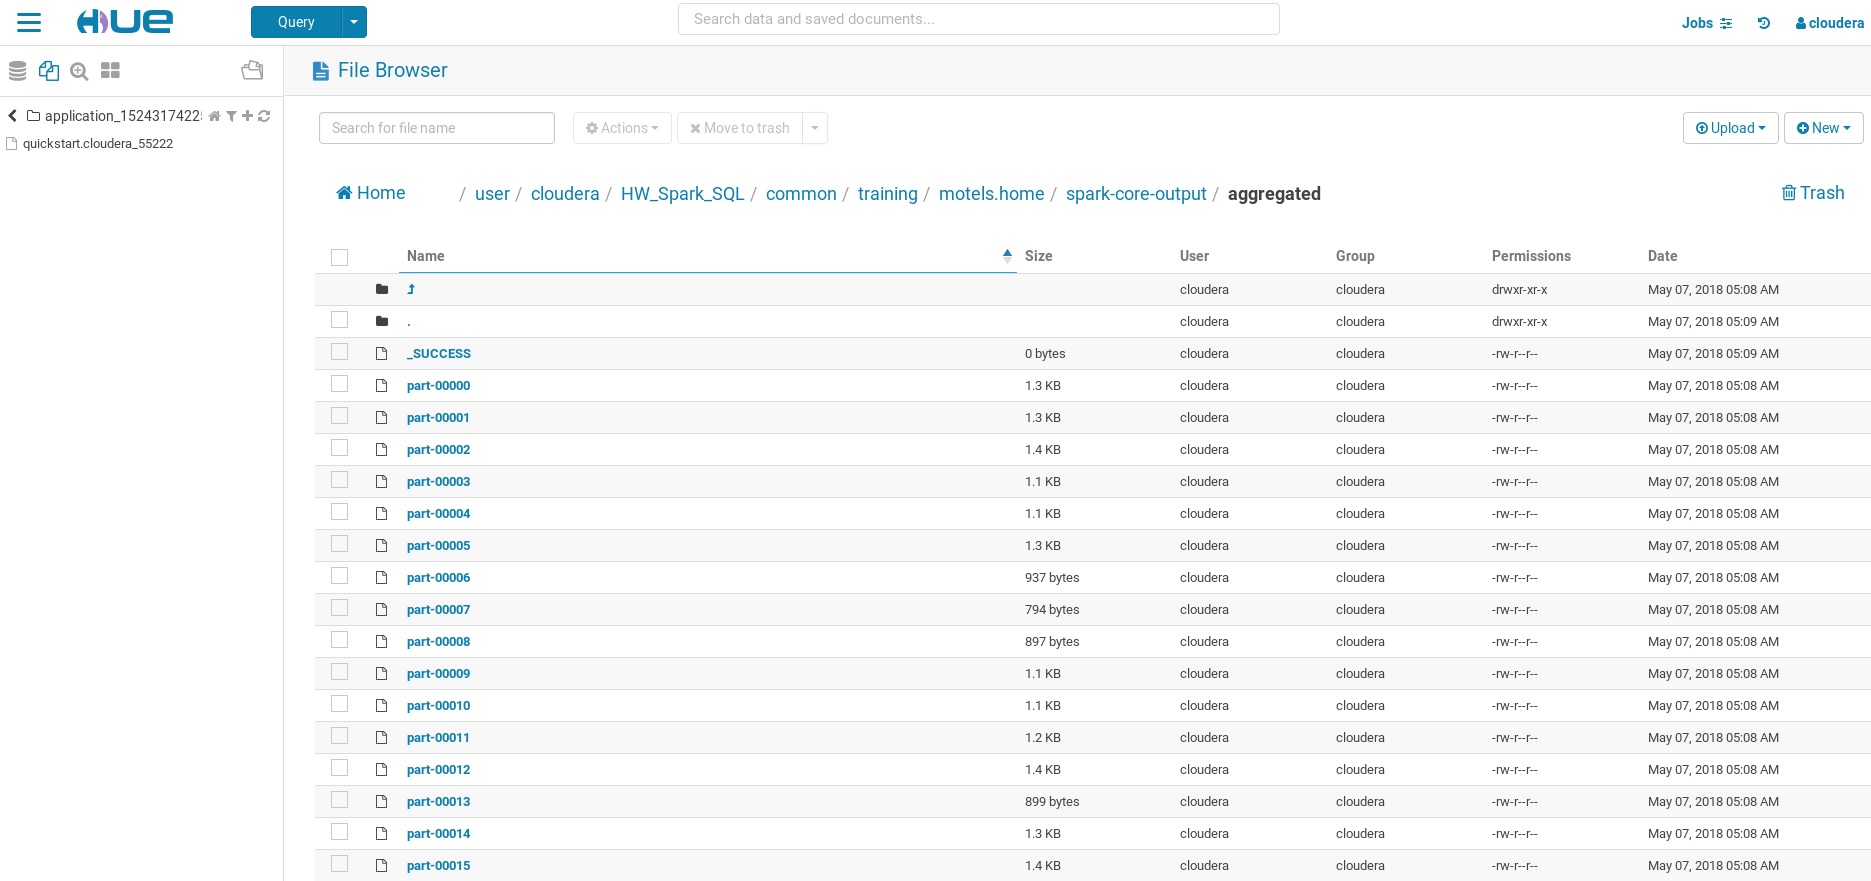 HUE
Query
Search data and saved documents...
Jobs
cloudera
File Browser
application_15243174225
quickstart.cloudera_55222
Search for file name
Actions
Move to trash
Upload
New
Home / user / cloudera / HW_Spark_SQL / common / training / motels.home / spark-core-output / aggregated
Trash
Name Size User Group Permissions Date
cloudera cloudera drwxr-xr-x May 07, 2018 05:08 AM
. cloudera cloudera drwxr-xr-x May 07, 2018 05:09 AM
_SUCCESS 0 bytes cloudera cloudera -rw-r--r-- May 07, 2018 05:09 AM
part-00000 1.3 KB cloudera cloudera -rw-r--r-- May 07, 2018 05:08 AM
part-00001 1.3 KB cloudera cloudera -rw-r--r-- May 07, 2018 05:08 AM
part-00002 1.4 KB cloudera cloudera -rw-r--r-- May 07, 2018 05:08 AM
part-00003 1.1 KB cloudera cloudera -rw-r--r-- May 07, 2018 05:08 AM
part-00004 1.1 KB cloudera cloudera -rw-r--r-- May 07, 2018 05:08 AM
part-00005 1.3 KB cloudera cloudera -rw-r--r-- May 07, 2018 05:08 AM
part-00006 937 bytes cloudera cloudera -rw-r--r-- May 07, 2018 05:08 AM
part-00007 794 bytes cloudera cloudera -rw-r--r-- May 07, 2018 05:08 AM
part-00008 897 bytes cloudera cloudera -rw-r--r-- May 07, 2018 05:08 AM
part-00009 1.1 KB cloudera cloudera -rw-r--r-- May 07, 2018 05:08 AM
part-00010 1.1 KB cloudera cloudera -rw-r--r-- May 07, 2018 05:08 AM
part-00011 1.2 KB cloudera cloudera -rw-r--r-- May 07, 2018 05:08 AM
part-00012 1.4 KB cloudera cloudera -rw-r--r-- May 07, 2018 05:08 AM
part-00013 899 bytes cloudera cloudera -rw-r--r-- May 07, 2018 05:08 AM
part-00014 1.3 KB cloudera cloudera -rw-r--r-- May 07, 2018 05:08 AM
part-00015 1.4 KB cloudera cloudera -rw-r--r-- May 07, 2018 05:08 AM